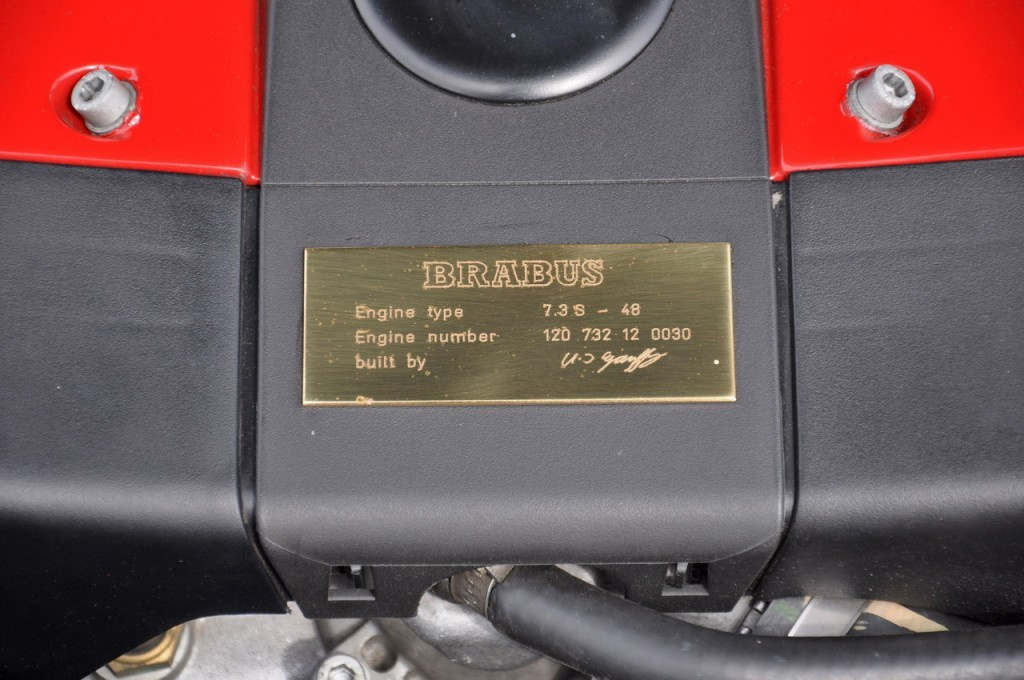 BRABUS
Engine type 7.3 S - 48
Engine number 120 732 12 0030
built by